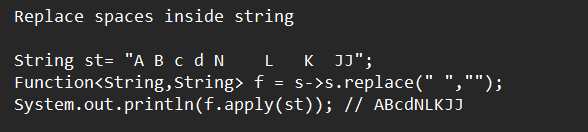 Replace spaces inside string
String st= "A B c d N    L   K  JJ";
Function<String,String> f = s->s.replace(" ","");
System.out.println(f.apply(st)); // ABcdNLKJJ